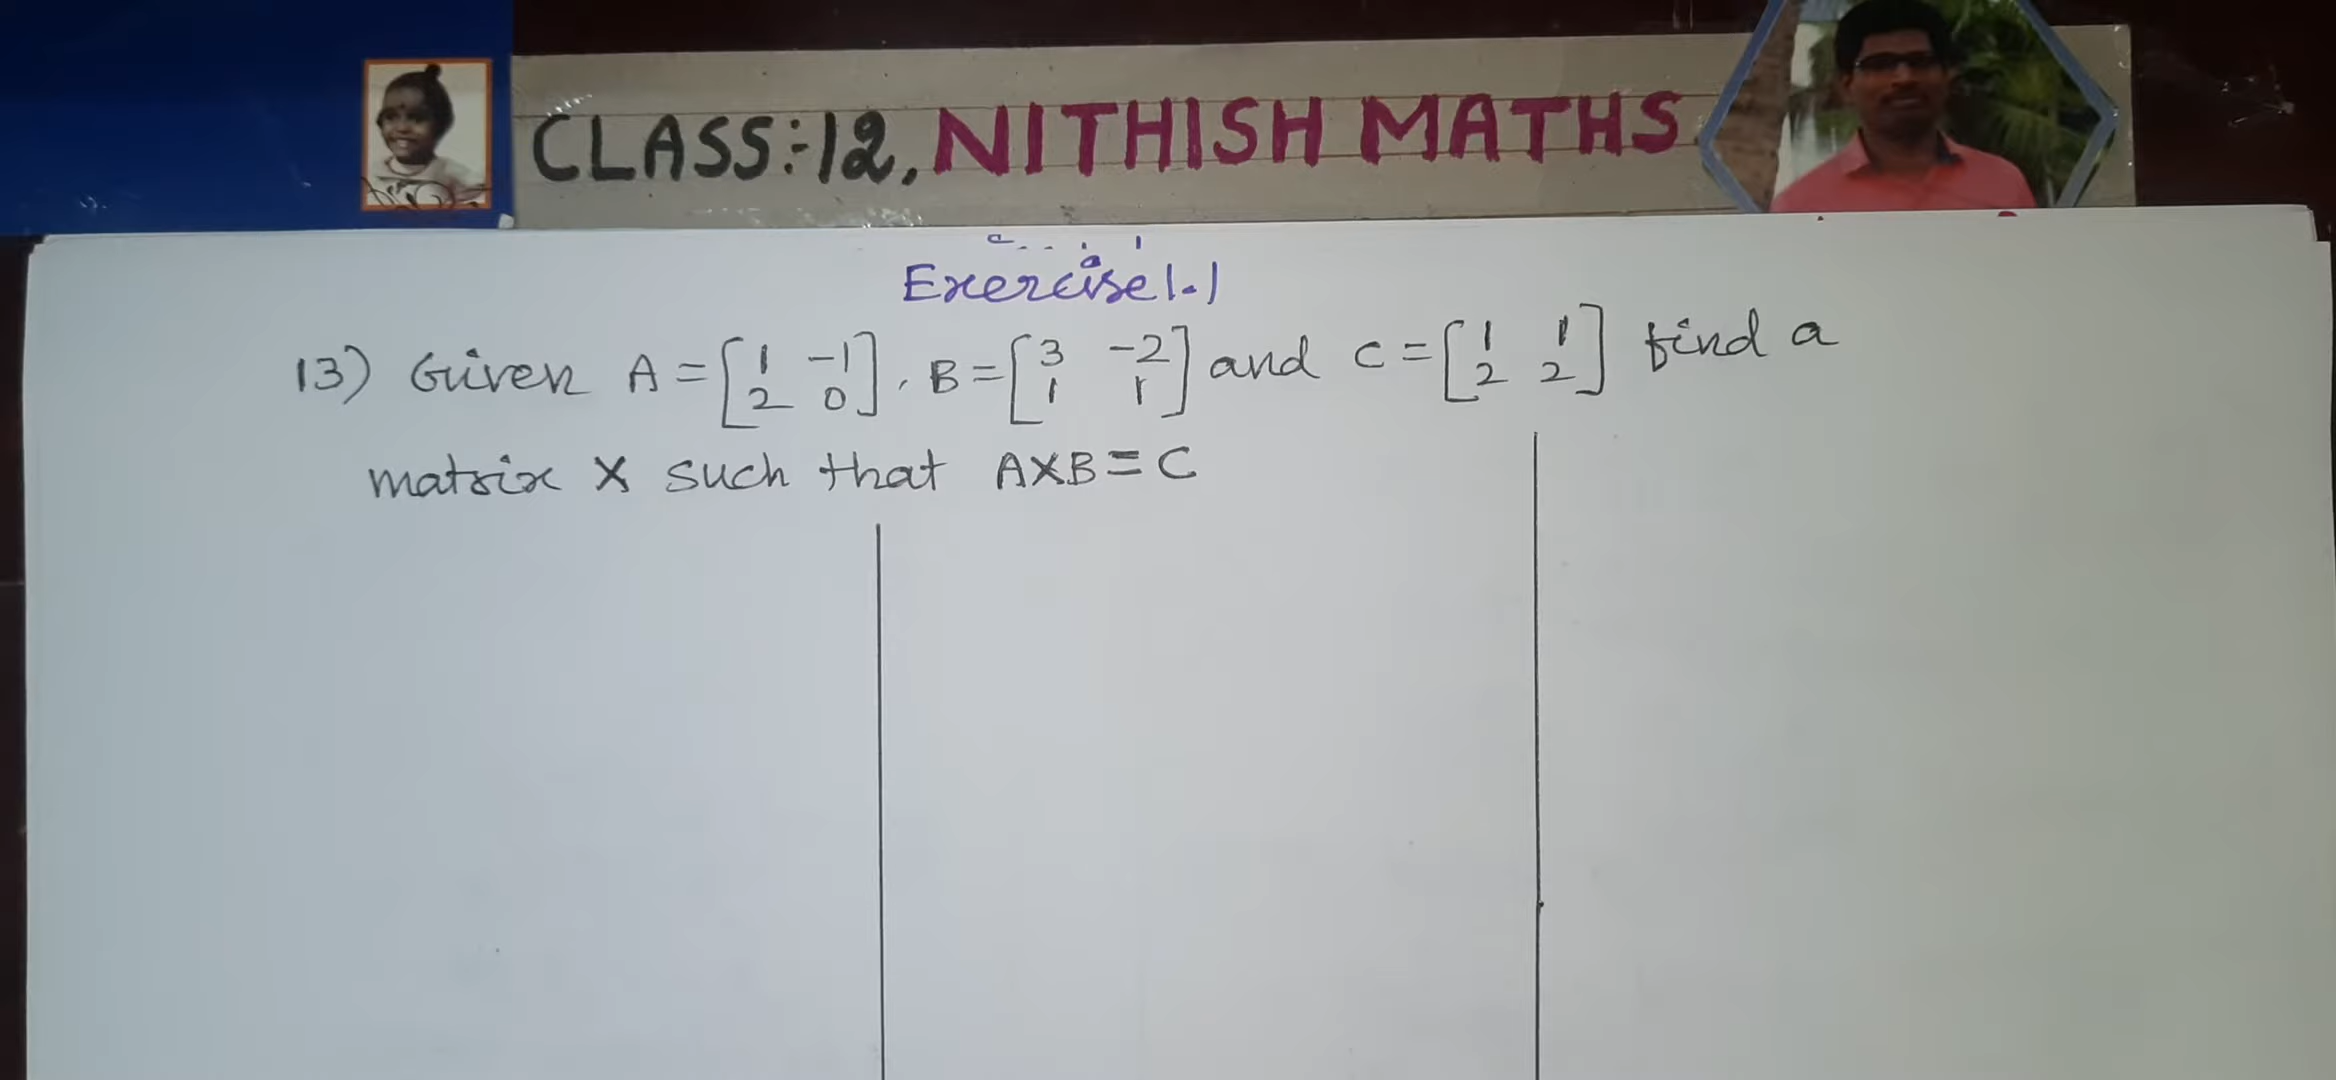 CLASS:-12, NITHISH MATHS
Exercise 1.1
13) Given A = [1 -1; 2 0], B = [3 -2; 1 1] and C = [1 1; 2 2] find a
matrix X such that AXB = C